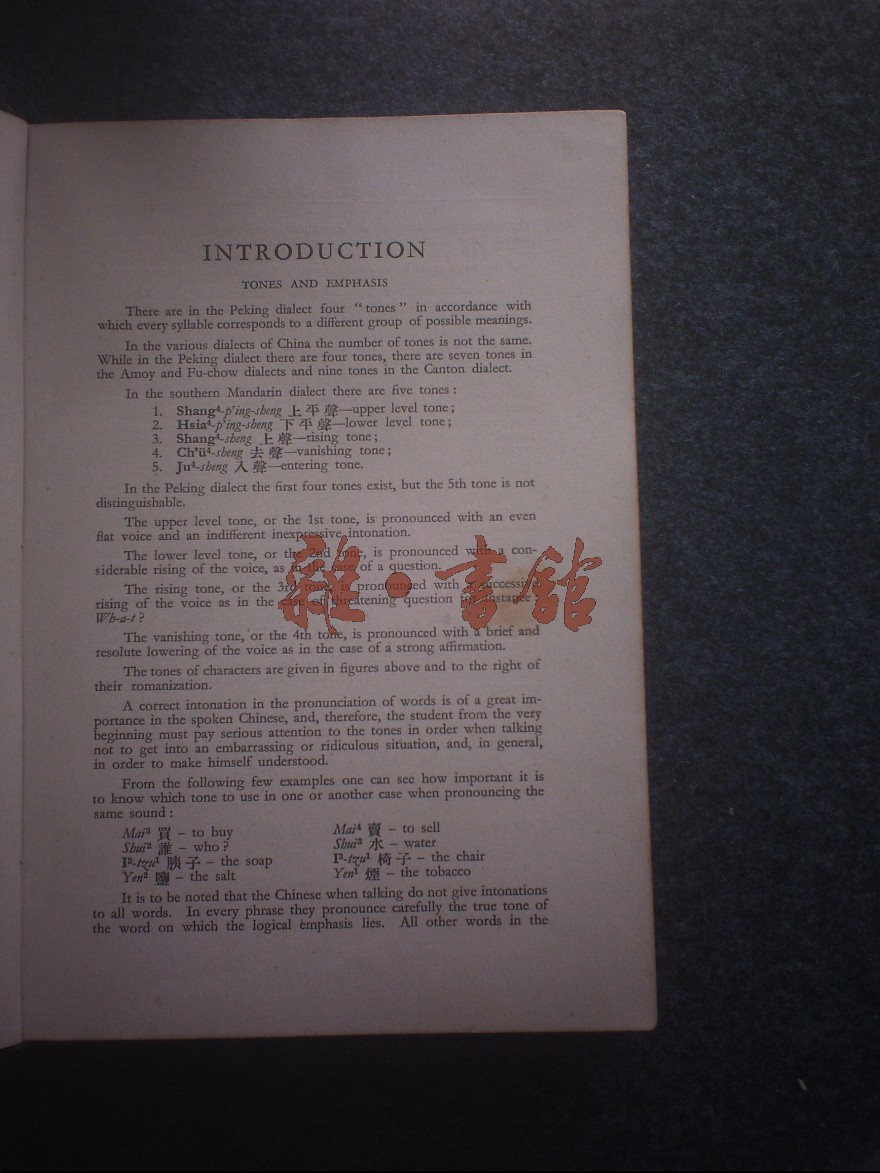 INTRODUCTION
TONES AND EMPHASIS
There are in the Peking dialect four “tones” in accordance with
which every syllable corresponds to a different group of possible meanings.
In the various dialects of China the number of tones is not the same.
While in the Peking dialect there are four tones, there are seven tones in
the Amoy and Fu-chow dialects and nine tones in the Canton dialect.
In the southern Mandarin dialect there are five tones:
1. Shang⁴-p'ing-sheng 上平聲—upper level tone;
2. Hsia⁴-p'ing-sheng 下平聲—lower level tone;
3. Shang⁴-sheng 上聲—rising tone;
4. Ch'ü⁴-sheng 去聲—vanishing tone;
5. Ju⁴-sheng 入聲—entering tone.
In the Peking dialect the first four tones exist, but the 5th tone is not
distinguishable.
The upper level tone, or the 1st tone, is pronounced with an even
flat voice and an indifferent inexpressive intonation.
The lower level tone, or the 2nd tone, is pronounced with a con-
siderable rising of the voice, as in the case of a question.
The rising tone, or the 3rd tone, is pronounced with a successive
rising of the voice as in the case of threatening question for instance:
Wh-a-t?
The vanishing tone, or the 4th tone, is pronounced with a brief and
resolute lowering of the voice as in the case of a strong affirmation.
The tones of characters are given in figures above and to the right of
their romanization.
A correct intonation in the pronunciation of words is of a great im-
portance in the spoken Chinese, and, therefore, the student from the very
beginning must pay serious attention to the tones in order when talking
not to get into an embarrassing or ridiculous situation, and, in general,
in order to make himself understood.
From the following few examples one can see how important it is
to know which tone to use in one or another case when pronouncing the
same sound:
Mai³ 買 – to buy Mai⁴ 賣 – to sell
Shui² 誰 – who? Shui³ 水 – water
I²-tzu¹ 胰子 – the soap I³-tzu¹ 椅子 – the chair
Yen² 鹽 – the salt Yen¹ 煙 – the tobacco
It is to be noted that the Chinese when talking do not give intonations
to all words. In every phrase they pronounce carefully the true tone of
the word on which the logical emphasis lies. All other words in the
雜·書館